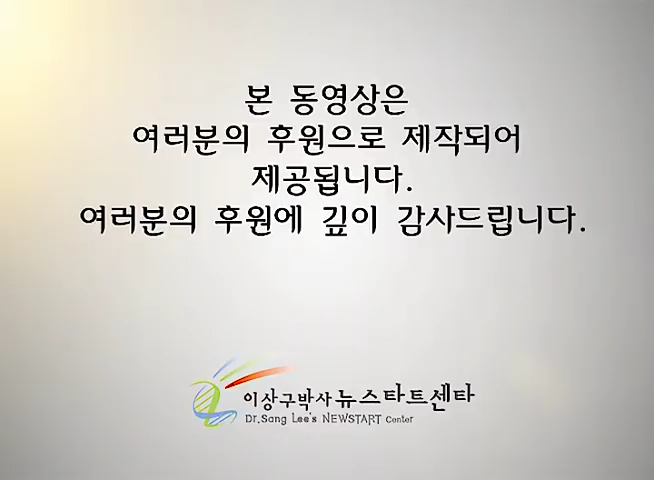 본 동영상은
여러분의 후원으로 제작되어
제공됩니다.
여러분의 후원에 깊이 감사드립니다.
이상구박사 뉴스타트센타
Dr.Sang Lee's NEWSTART Center